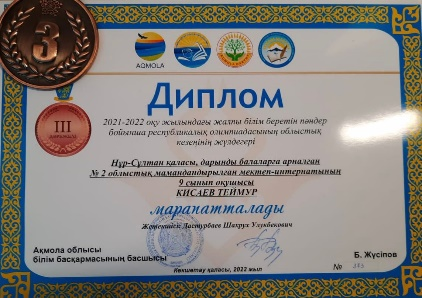 3
AQMOLA
Диплом
III
2021-2022 оқу жылындағы жалпы білім беретін пәндер
бойынша республикалық олимпиадасының облыстық
кезеңінің жүлдегері
Нұр-Сұлтан қаласы, дарынды балаларға арналған
№ 2 облыстық мамандандырылған мектеп-интернатының
9 сынып оқушысы
КИСАЕВ ТЕЙМУР
марапатталады
Жетекшісі: Дастурбаев Шахрух Улукбекович
Ақмола облысы
білім басқармасының басшысы
Б. Жүсіпов
Көкшетау қаласы, 2022 жыл
№